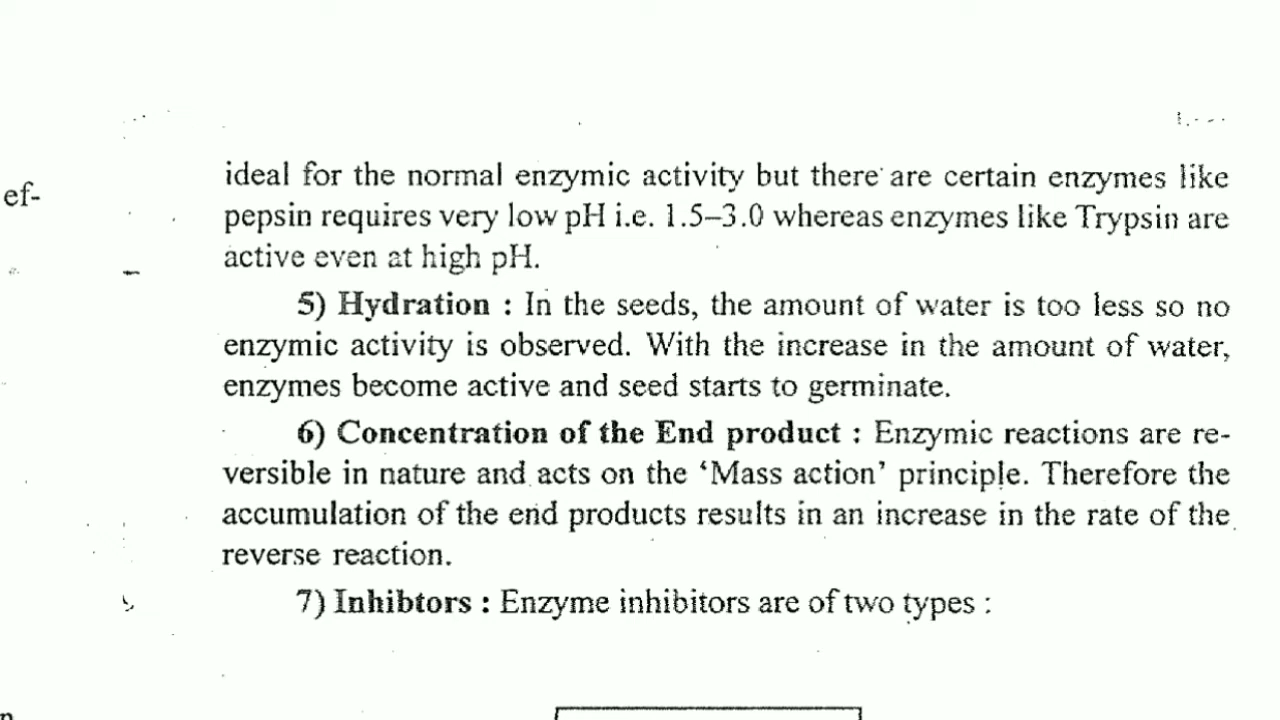 ideal for the normal enzymic activity but there are certain enzymes like
ef-
pepsin requires very low pH i.e. 1.5–3.0 whereas enzymes like Trypsin are
active even at high pH.
5) Hydration : In the seeds, the amount of water is too less so no
enzymic activity is observed. With the increase in the amount of water,
enzymes become active and seed starts to germinate.
6) Concentration of the End product : Enzymic reactions are re-
versible in nature and acts on the ‘Mass action’ principle. Therefore the
accumulation of the end products results in an increase in the rate of the
reverse reaction.
7) Inhibtors : Enzyme inhibitors are of two types :